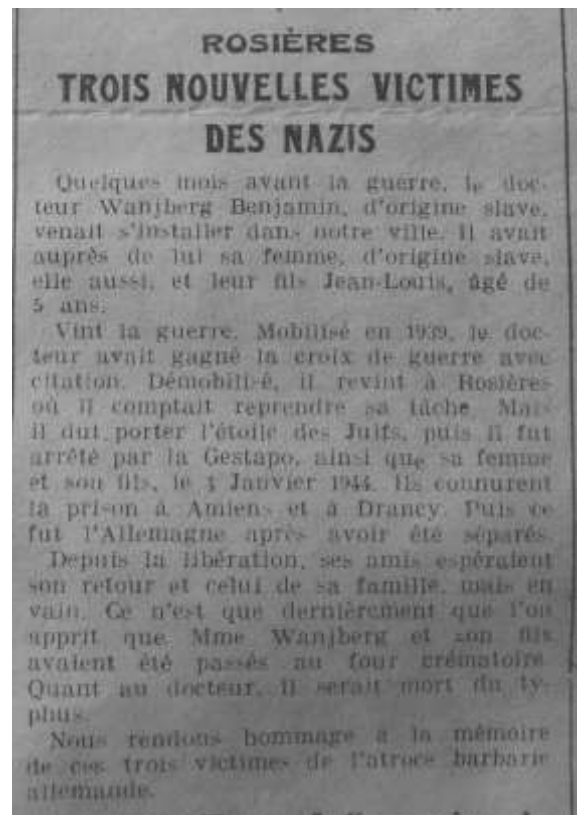 ROSIÈRES
TROIS NOUVELLES VICTIMES
DES NAZIS
Quelques mois avant la guerre, le doc-
teur Wanjberg Benjamin, d'origine slave,
venait s'installer dans notre ville. Il avait
auprès de lui sa femme, d'origine slave,
elle aussi, et leur fils Jean-Louis, âgé de
5 ans.
Vint la guerre. Mobilisé en 1939, le doc-
teur avait gagné la croix de guerre avec
citation. Démobilisé, il revint à Rosières
où il comptait reprendre sa tâche. Mais
il dut porter l'étoile des Juifs, puis il fut
arrêté par la Gestapo, ainsi que sa femme
et son fils, le Janvier 1944. Ils connurent
la prison à Amiens et à Drancy. Puis ce
fut l'Allemagne après avoir été séparés.
Depuis la libération, ses amis espéraient
son retour et celui de sa famille, mais en
vain. Ce n'est que dernièrement que l'on
apprit que Mme Wanjberg et son fils
avaient été passés au four crématoire.
Quant au docteur, il serait mort du ty-
phus.
Nous rendons hommage à la mémoire
de ces trois victimes de l'atroce barbarie
allemande.